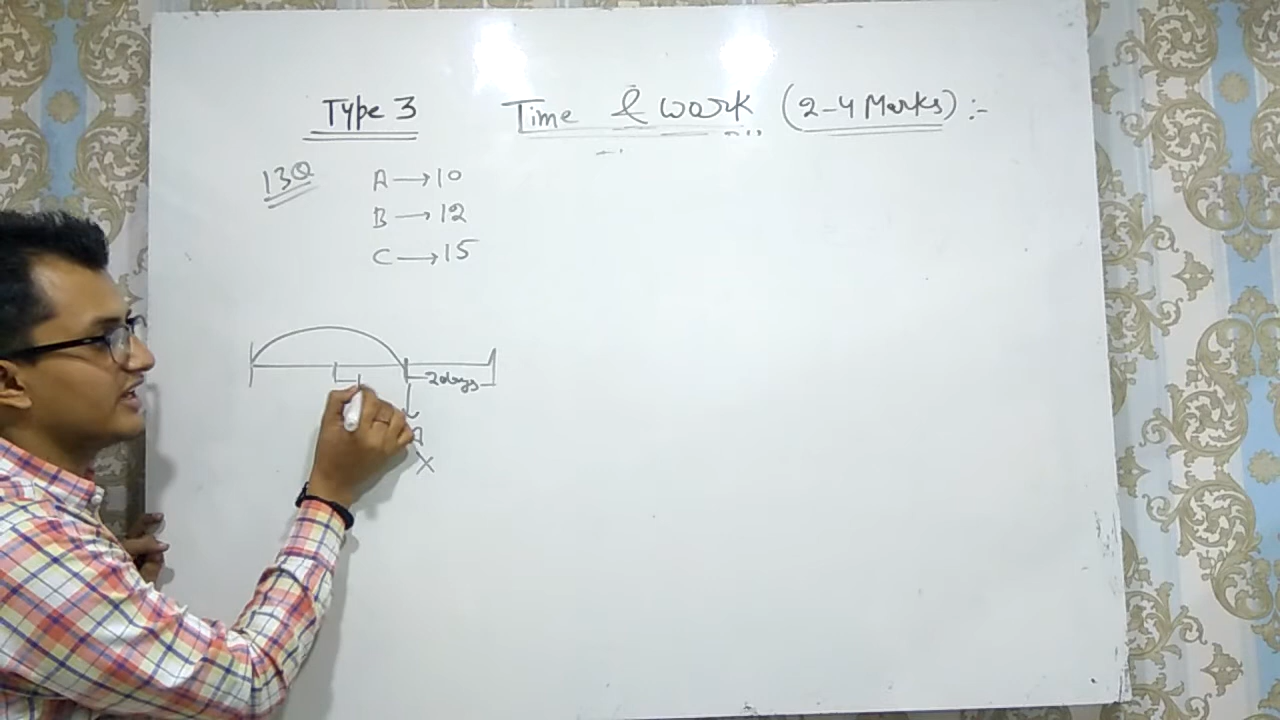 Type 3
Time & work (2-4 Marks) :-
13Q
A → 10
B → 12
C → 15
2days
A
X